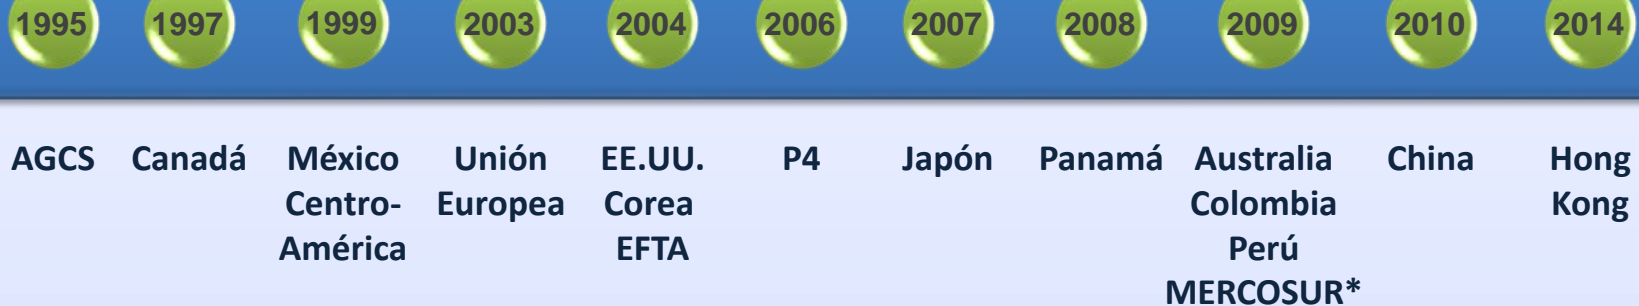 1995 1997 1999 2003 2004 2006 2007 2008 2009 2010 2014
AGCS Canadá México Unión EE.UU. P4 Japón Panamá Australia China Hong
Centro- Europea Corea Colombia Kong
América EFTA Perú
MERCOSUR*